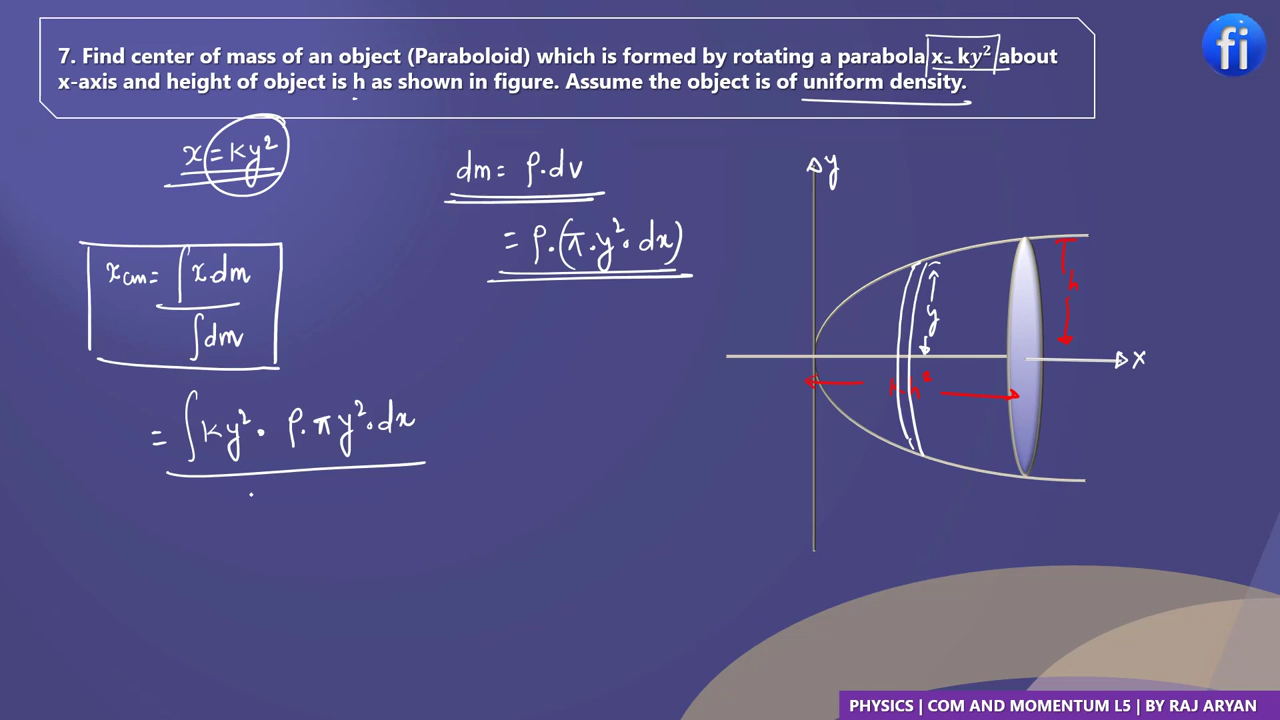 7. Find center of mass of an object (Paraboloid) which is formed by rotating a parabola x= ky² about
x-axis and height of object is h as shown in figure. Assume the object is of uniform density.
fi
x = ky²
dm = ρ.dv
= ρ.(π.y².dx)
x_cm = ∫x.dm
∫dm
= ∫ky². ρ.πy².dx
y
h
y
x
kh²
PHYSICS | COM AND MOMENTUM L5 | BY RAJ ARYAN